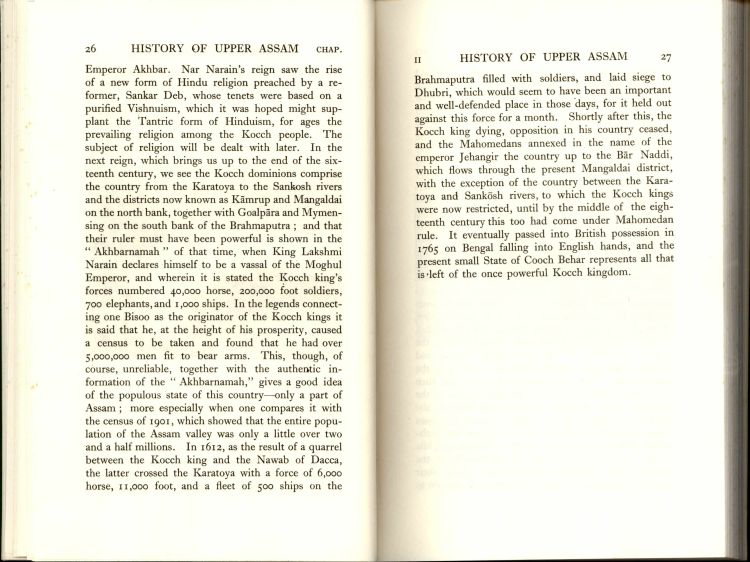 26 HISTORY OF UPPER ASSAM CHAP.
Emperor Akhbar. Nar Narain's reign saw the rise
of a new form of Hindu religion preached by a re-
former, Sankar Deb, whose tenets were based on a
purified Vishnuism, which it was hoped might sup-
plant the Tantric form of Hinduism, for ages the
prevailing religion among the Kocch people. The
subject of religion will be dealt with later. In the
next reign, which brings us up to the end of the six-
teenth century, we see the Kocch dominions comprise
the country from the Karatoya to the Sankosh rivers
and the districts now known as Kāmrup and Mangaldai
on the north bank, together with Goalpāra and Mymen-
sing on the south bank of the Brahmaputra ; and that
their ruler must have been powerful is shown in the
" Akhbarnamah " of that time, when King Lakshmi
Narain declares himself to be a vassal of the Moghul
Emperor, and wherein it is stated the Kocch king's
forces numbered 40,000 horse, 200,000 foot soldiers,
700 elephants, and 1,000 ships. In the legends connect-
ing one Bisoo as the originator of the Kocch kings it
is said that he, at the height of his prosperity, caused
a census to be taken and found that he had over
5,000,000 men fit to bear arms. This, though, of
course, unreliable, together with the authentic in-
formation of the " Akhbarnamah," gives a good idea
of the populous state of this country—only a part of
Assam ; more especially when one compares it with
the census of 1901, which showed that the entire popu-
lation of the Assam valley was only a little over two
and a half millions. In 1612, as the result of a quarrel
between the Kocch king and the Nawab of Dacca,
the latter crossed the Karatoya with a force of 6,000
horse, 11,000 foot, and a fleet of 500 ships on the
II HISTORY OF UPPER ASSAM 27
Brahmaputra filled with soldiers, and laid siege to
Dhubri, which would seem to have been an important
and well-defended place in those days, for it held out
against this force for a month. Shortly after this, the
Kocch king dying, opposition in his country ceased,
and the Mahomedans annexed in the name of the
emperor Jehangir the country up to the Bār Naddi,
which flows through the present Mangaldai district,
with the exception of the country between the Kara-
toya and Sankōsh rivers, to which the Kocch kings
were now restricted, until by the middle of the eigh-
teenth century this too had come under Mahomedan
rule. It eventually passed into British possession in
1765 on Bengal falling into English hands, and the
present small State of Cooch Behar represents all that
is left of the once powerful Kocch kingdom.